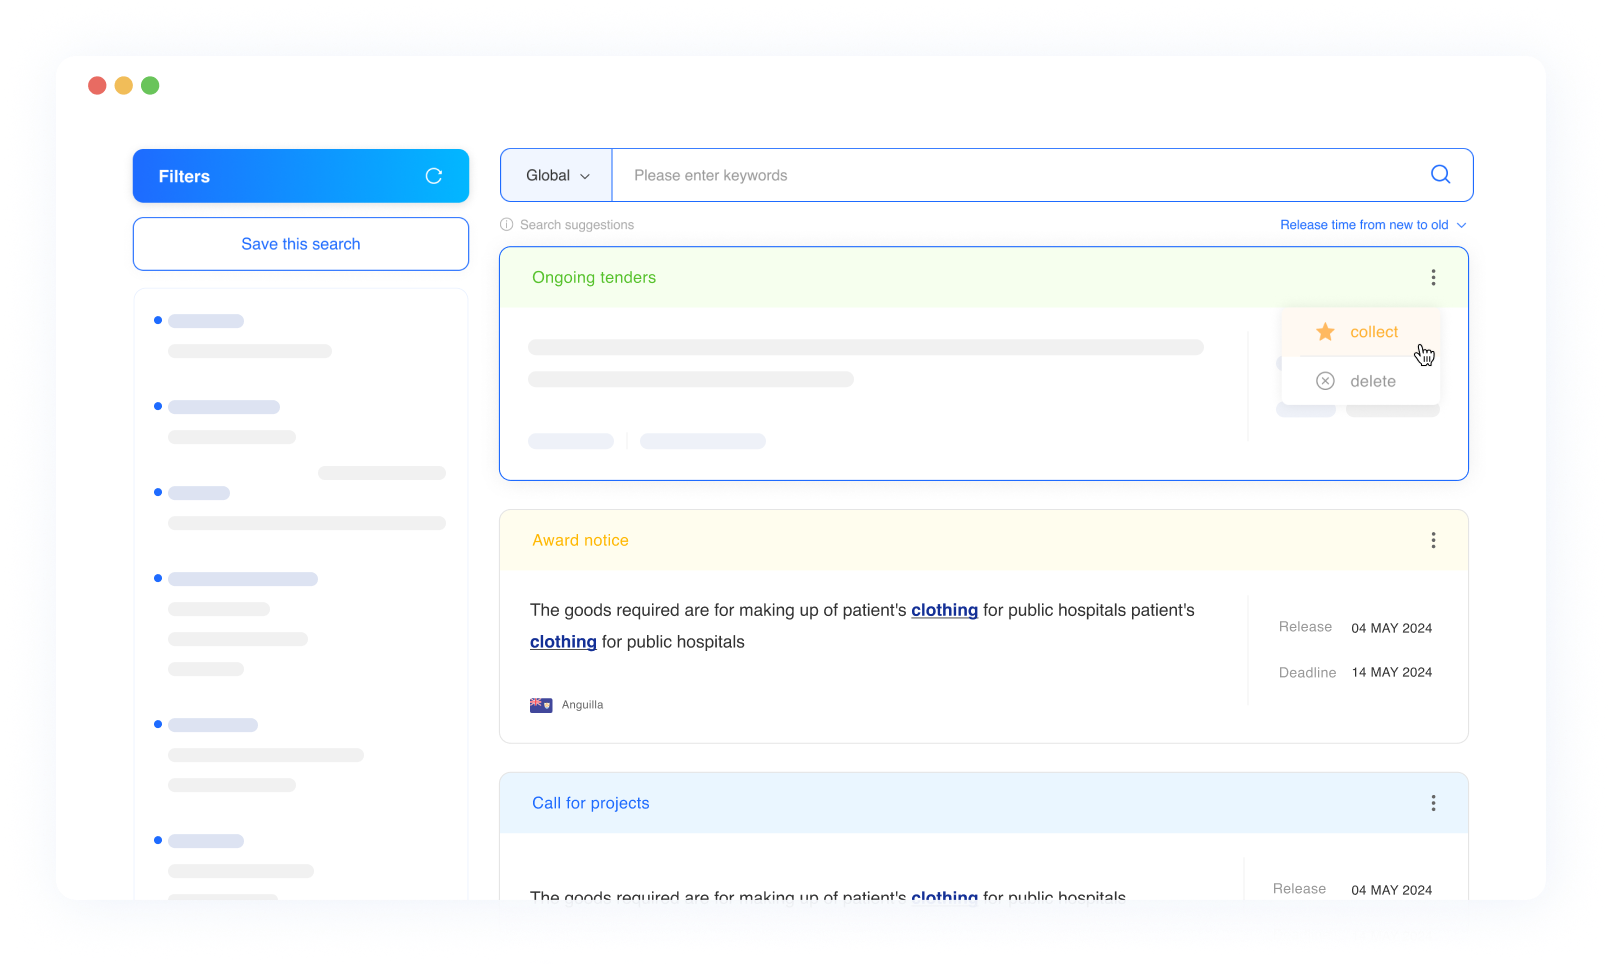 Filters
Save this search
Global
Please enter keywords
Search suggestions
Release time from new to old
Ongoing tenders
collect
delete
Award notice
The goods required are for making up of patient's clothing for public hospitals patient's
clothing for public hospitals
Release 04 MAY 2024
Deadline 14 MAY 2024
Anguilla
Call for projects
The goods required are for making up of patient's clothing for public hospitals
Release 04 MAY 2024